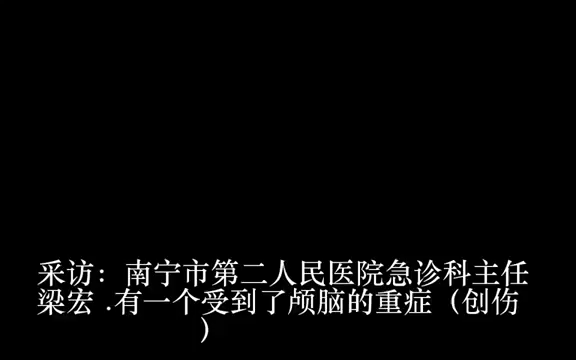 采访：南宁市第二人民医院急诊科主任
梁宏 .有一个受到了颅脑的重症（创伤
）